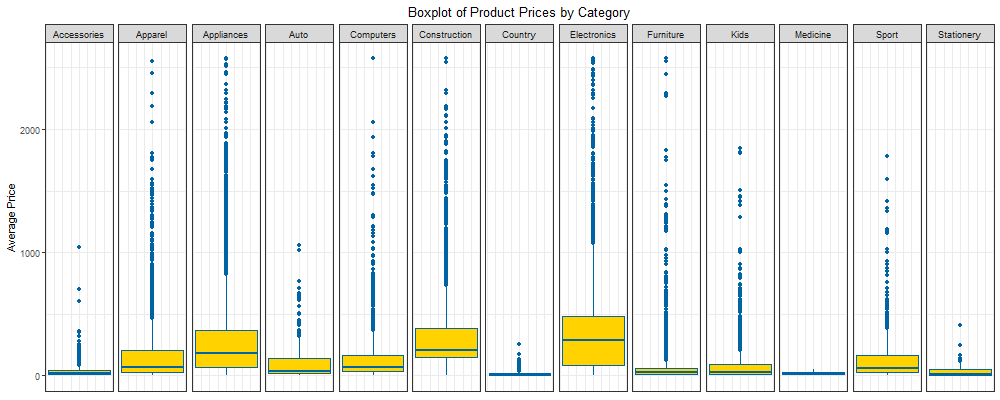 Boxplot of Product Prices by Category
Accessories Apparel Appliances Auto Computers Construction Country Electronics Furniture Kids Medicine Sport Stationery
2000
1000
0
Average Price